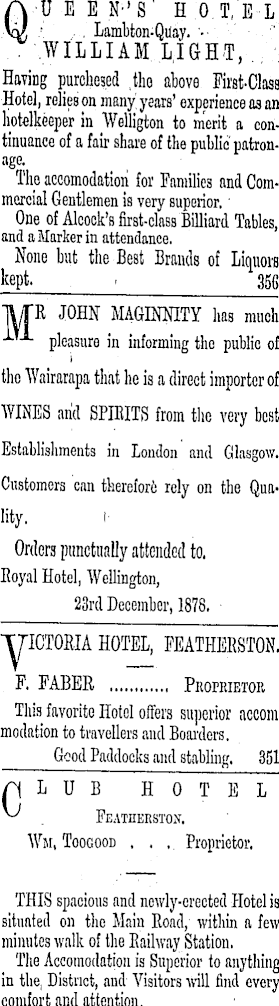 QUEEN'S HOTEL
Lambton-Quay.
WILLIAM LIGHT,
Having purchesed the above First-Class
Hotel, relies on many years' experience as an
hotelkeeper in Welligton to merit a con-
tinuance of a fair share of the public patron-
age.
The accomodation for Families and Com-
mercial Gentlemen is very superior.
One of Alcock's first-class Billiard Tables,
and a Marker in attendance.
None but the Best Brands of Liquors
kept. 356
MR JOHN MAGINNITY has much
pleasure in informing the public of
the Wairarapa that he is a direct importer of
WINES and SPIRITS from the very best
Establishments in London and Glasgow.
Customers can therefore rely on the Qua-
lity.
Orders punctually attended to.
Royal Hotel, Wellington,
23rd December, 1878.
VICTORIA HOTEL, FEATHERSTON.
F. FABER ............ PROPRIETOR
This favorite Hotel offers superior accom
modation to travellers and Boarders.
Good Paddocks and stabling. 351
CLUB HOTEL
FEATHERSTON.
WM, TOOGOOD . . . Proprietor.
THIS spacious and newly-erected Hotel is
situated on the Main Road, within a few
minutes walk of the Railway Station.
The Accomodation is Superior to anything
in the District, and Visitors will find every
comfort and attention.